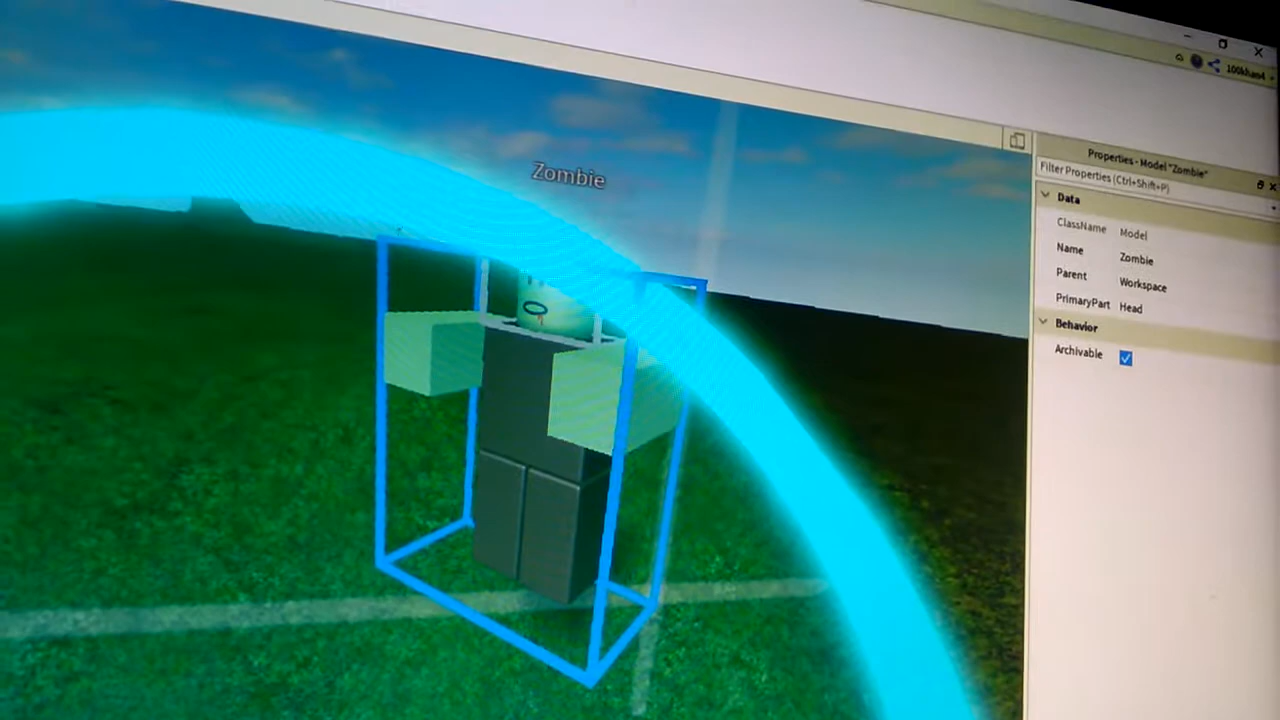 100khan4
Zombie
Properties - Model "Zombie"
Filter Properties (Ctrl+Shift+P)
Data
ClassName Model
Name Zombie
Parent Workspace
PrimaryPart Head
Behavior
Archivable